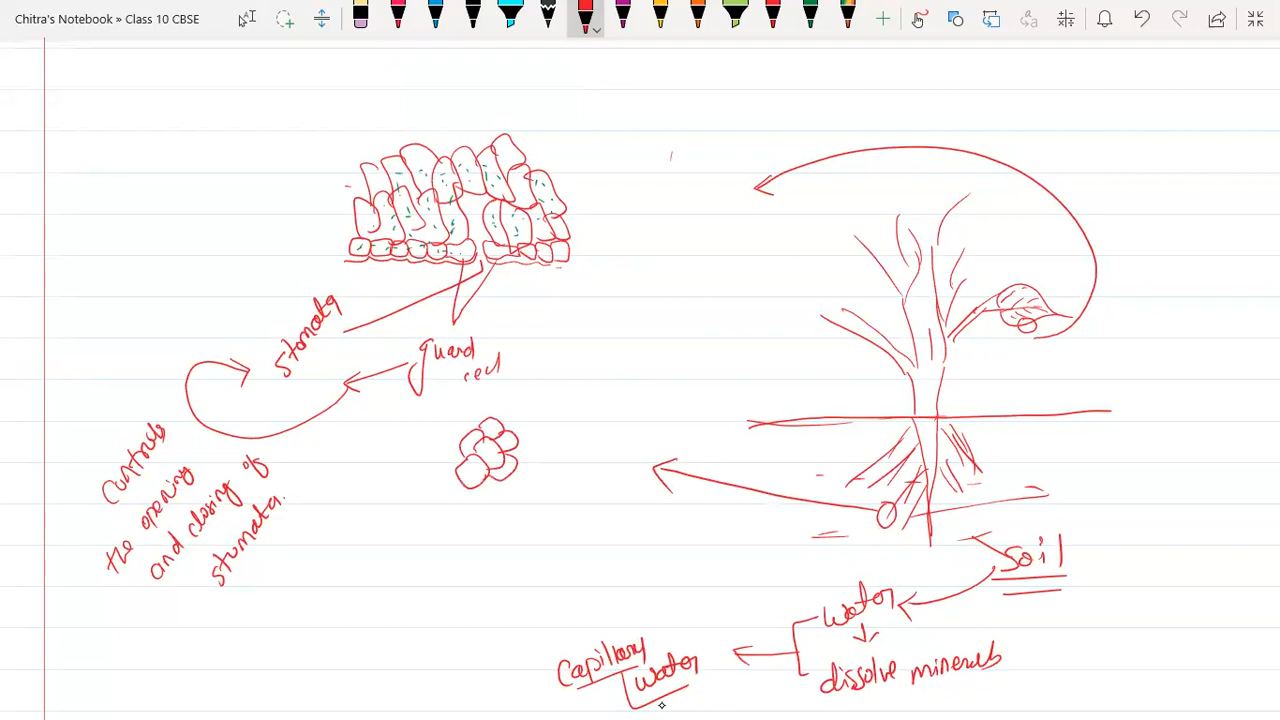 Chitra's Notebook » Class 10 CBSE
stomata
guard
cell
controls
the opening
and closing of
stomata.
Soil
water
dissolve minerals
capillary
water